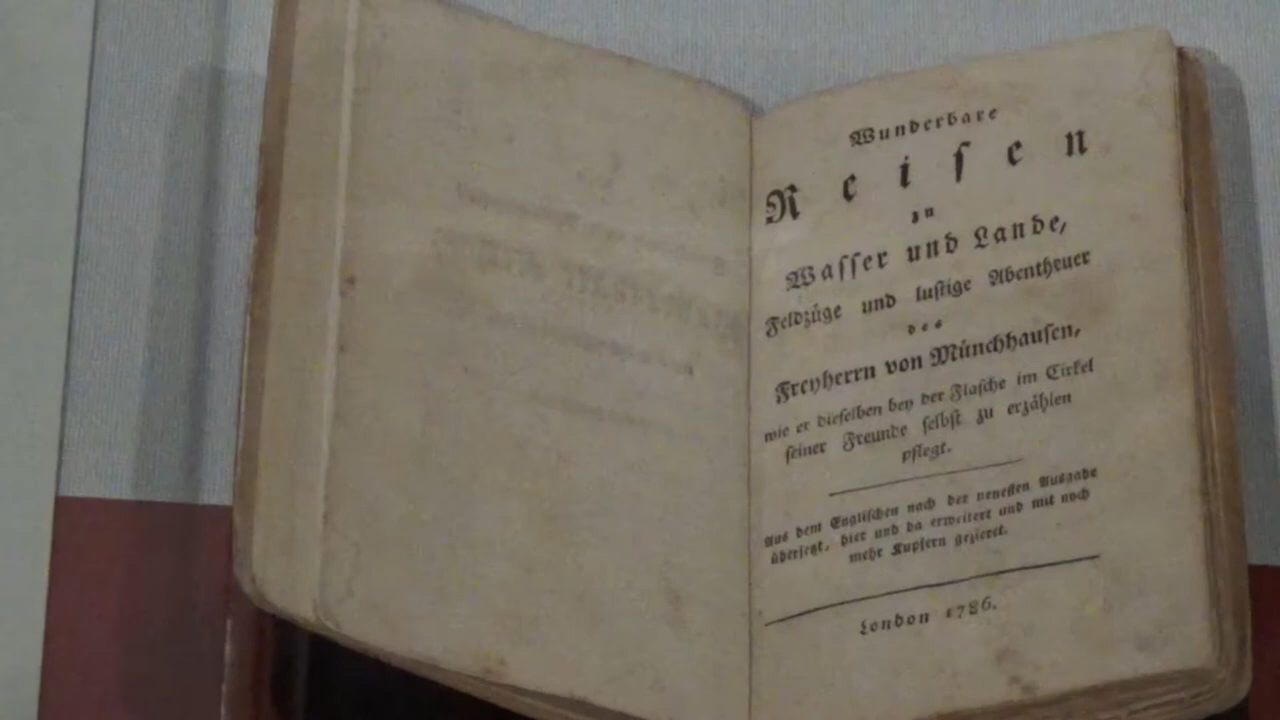 Wunderbare
Reiſen
zu
Waſſer und Lande,
Feldzüge und luſtige Abentheuer
des
Freyherrn von Münchhauſen,
wie er dieſelben bey der Flaſche im Cirkel
ſeiner Freunde ſelbſt zu erzählen
pflegt.
Aus dem Engliſchen nach der neueſten Ausgabe
überſetzt, hier und da erweitert und mit noch
mehr Kupfern gezieret.
London 1786.